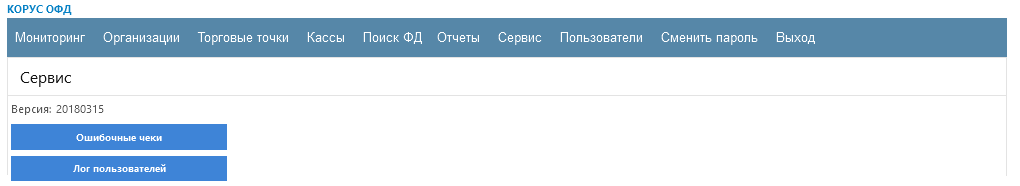 КОРУС ОФД
Мониторинг Организации Торговые точки Кассы Поиск ФД Отчеты Сервис Пользователи Сменить пароль Выход
Сервис
Версия: 20180315
Ошибочные чеки
Лог пользователей